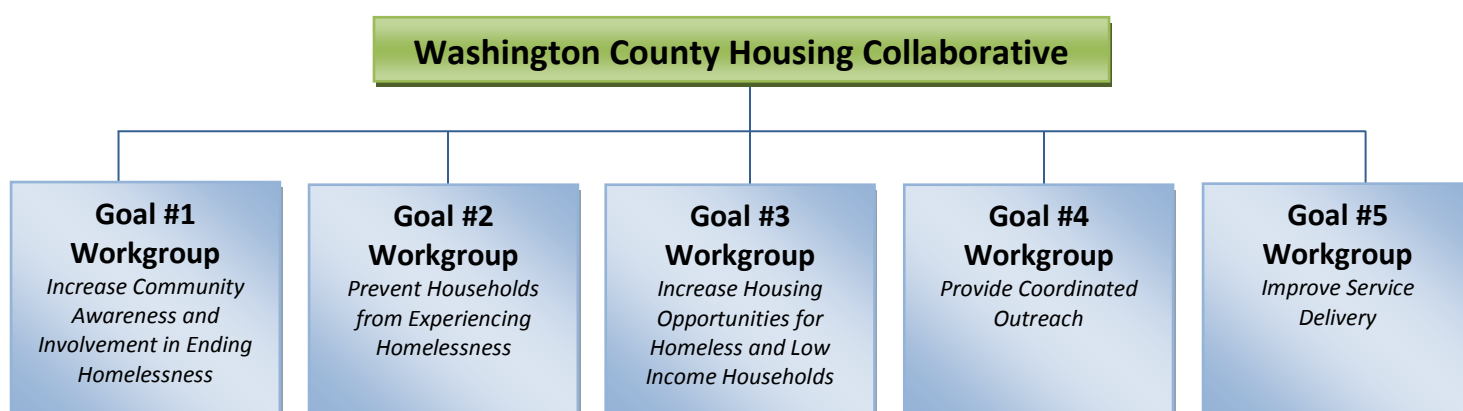 Washington County Housing Collaborative
Goal #1
Workgroup
Increase Community
Awareness and
Involvement in Ending
Homelessness
Goal #2
Workgroup
Prevent Households
from Experiencing
Homelessness
Goal #3
Workgroup
Increase Housing
Opportunities for
Homeless and Low
Income Households
Goal #4
Workgroup
Provide Coordinated
Outreach
Goal #5
Workgroup
Improve Service
Delivery